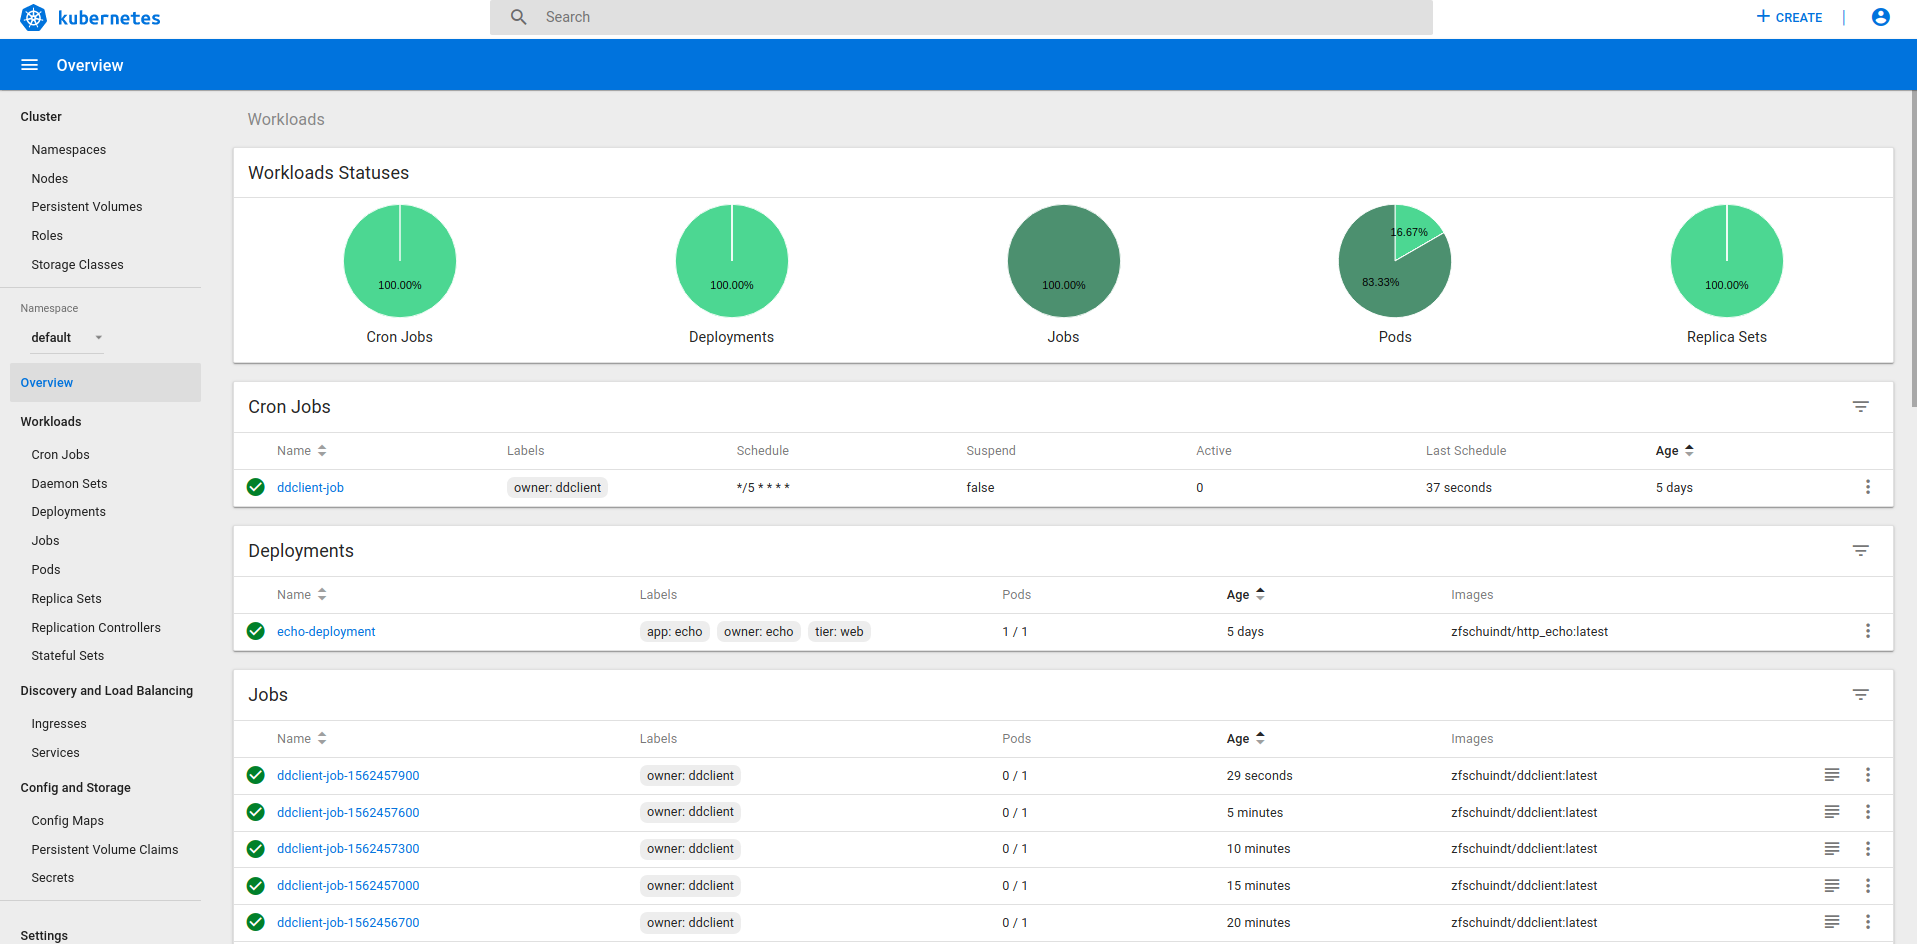 kubernetes
Search
CREATE
Overview
Cluster
Namespaces
Nodes
Persistent Volumes
Roles
Storage Classes
Namespace
default
Overview
Workloads
Cron Jobs
Daemon Sets
Deployments
Jobs
Pods
Replica Sets
Replication Controllers
Stateful Sets
Discovery and Load Balancing
Ingresses
Services
Config and Storage
Config Maps
Persistent Volume Claims
Secrets
Settings
Workloads
Workloads Statuses
100.00%
Cron Jobs
100.00%
Deployments
100.00%
Jobs
16.67%
83.33%
Pods
100.00%
Replica Sets
Cron Jobs
Name Labels Schedule Suspend Active Last Schedule Age
ddclient-job owner: ddclient */5 * * * * false 0 37 seconds 5 days
Deployments
Name Labels Pods Age Images
echo-deployment app: echo owner: echo tier: web 1 / 1 5 days zfschuindt/http_echo:latest
Jobs
Name Labels Pods Age Images
ddclient-job-1562457900 owner: ddclient 0 / 1 29 seconds zfschuindt/ddclient:latest
ddclient-job-1562457600 owner: ddclient 0 / 1 5 minutes zfschuindt/ddclient:latest
ddclient-job-1562457300 owner: ddclient 0 / 1 10 minutes zfschuindt/ddclient:latest
ddclient-job-1562457000 owner: ddclient 0 / 1 15 minutes zfschuindt/ddclient:latest
ddclient-job-1562456700 owner: ddclient 0 / 1 20 minutes zfschuindt/ddclient:latest